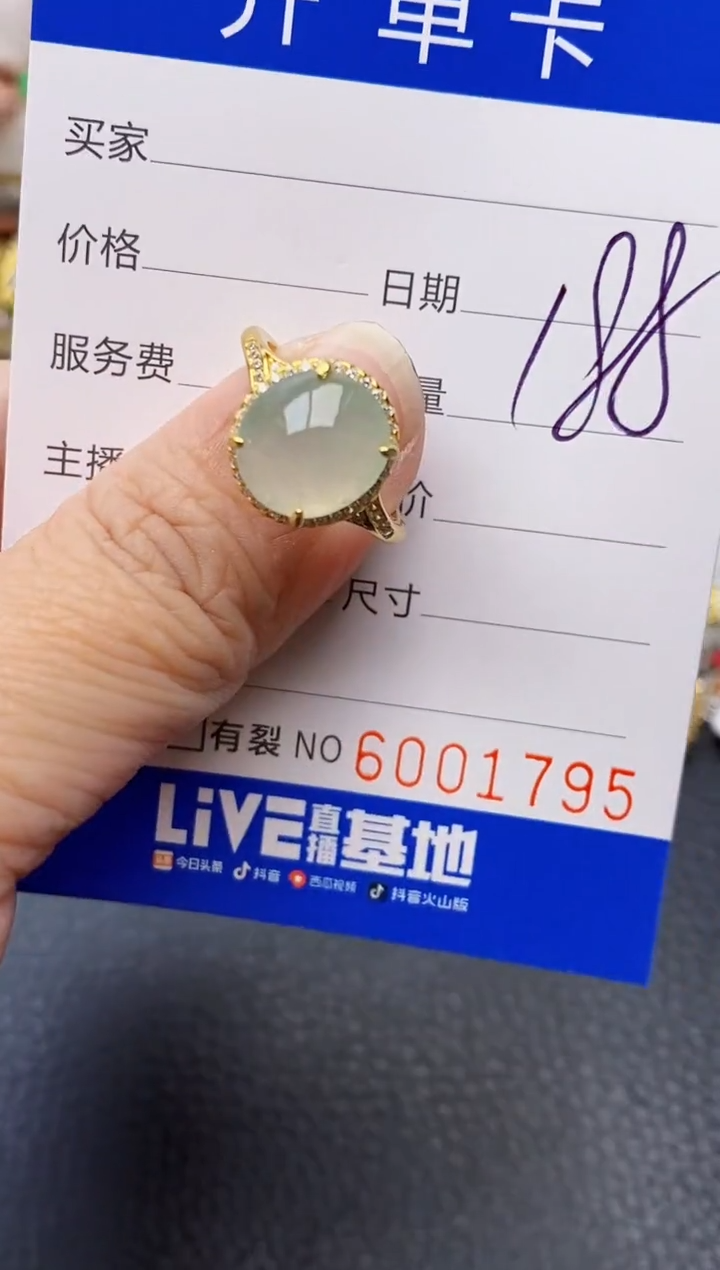 开单卡
买家
价格 日期
188
服务费 量
主播
价
尺寸
有裂 NO 6001795
LiVE直播基地
今日头条 抖音 西瓜视频 抖音火山版